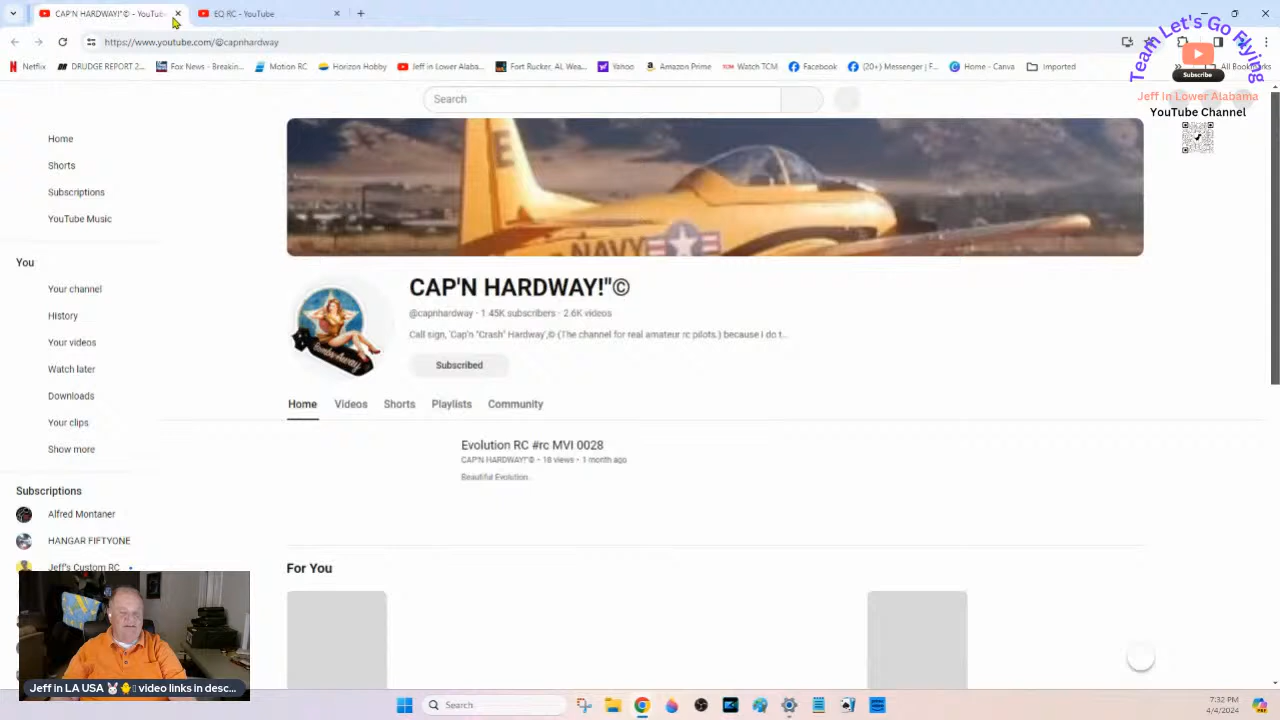 CAP'N HARDWAY!"© - YouTube
EQ RC - YouTube
https://www.youtube.com/@capnhardway
Netflix
DRUDGE REPORT 2...
Fox News - Breakin...
Motion RC
Horizon Hobby
Jeff in Lower Alaba...
Fort Rucker, AL Wea...
Yahoo
Amazon Prime
Watch TCM
Facebook
(20+) Messenger | F...
Home - Canva
Imported
»
All Bookmarks
Team Let's Go Flying
Subscribe
Jeff In Lower Alabama
YouTube Channel
Search
Home
Shorts
Subscriptions
YouTube Music
You
Your channel
History
Your videos
Watch later
Downloads
Your clips
Show more
Subscriptions
Alfred Montaner
HANGAR FIFTYONE
Jeff's Custom RC
NAVY
CAP'N HARDWAY!"©
@capnhardway · 1.45K subscribers · 2.6K videos
Call sign, 'Cap'n "Crash" Hardway',© (The channel for real amateur rc pilots.) because i do t...
Subscribed
Home Videos Shorts Playlists Community
Evolution RC #rc MVI 0028
CAP'N HARDWAY!"© • 18 views • 1 month ago
Beautiful Evolution.
For You
Jeff in LA USA 🐰🐥 video links in desc...
Search
7:32 PM
4/4/2024